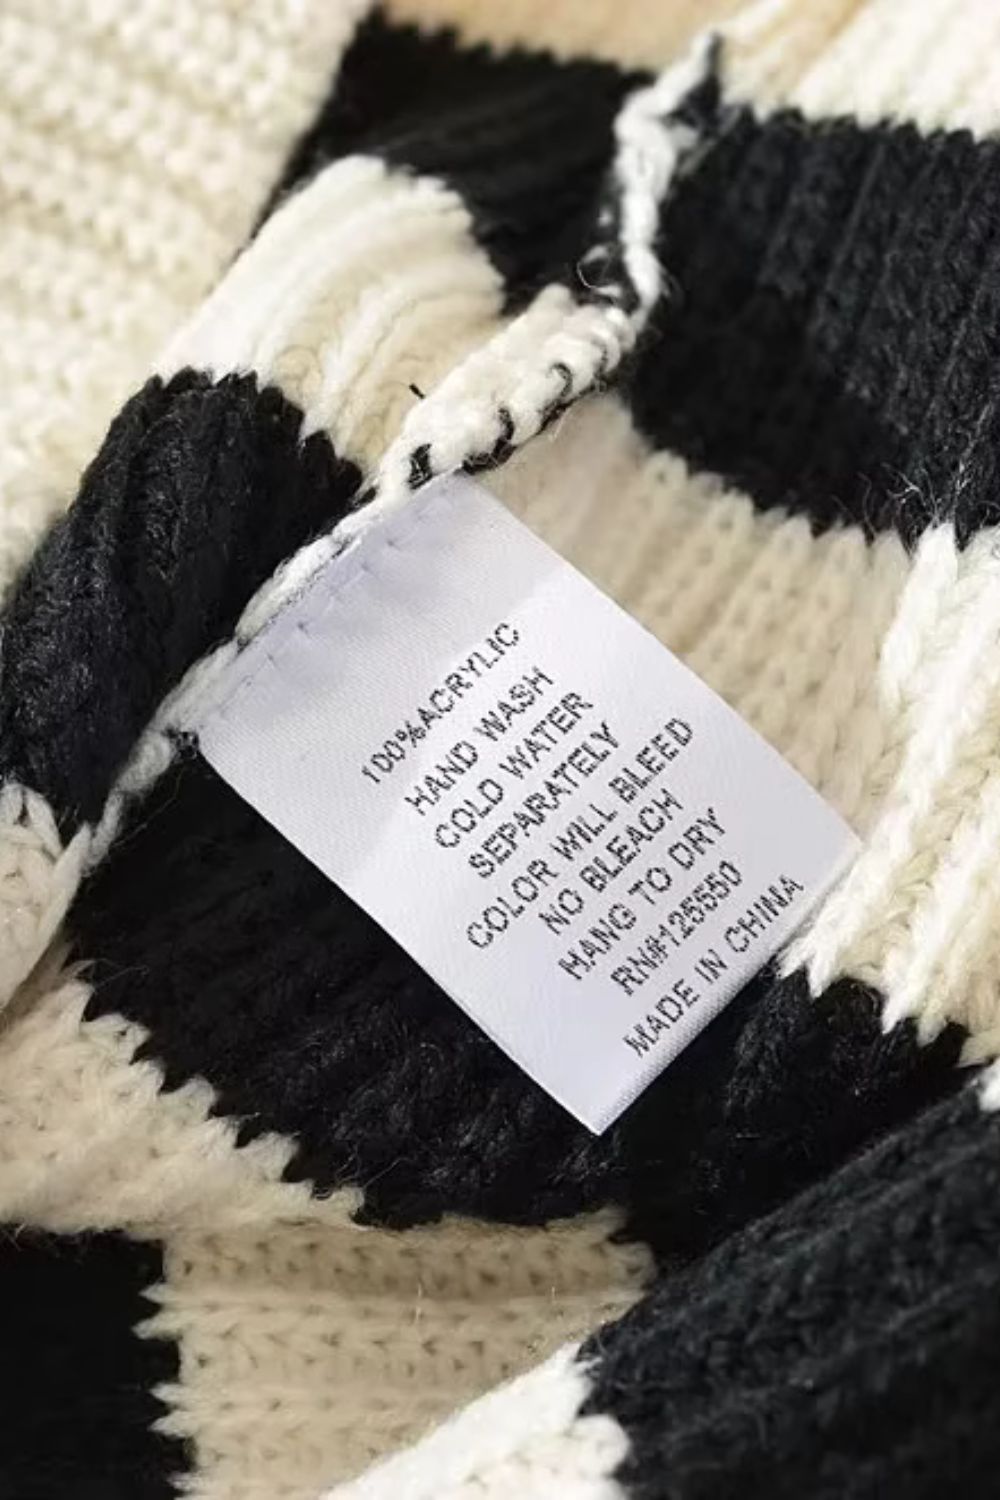 100%ACRYLIC
HAND WASH
COLD WATER
SEPARATELY
COLOR WILL BLEED
NO BLEACH
HANG TO DRY
RN#125550
MADE IN CHINA